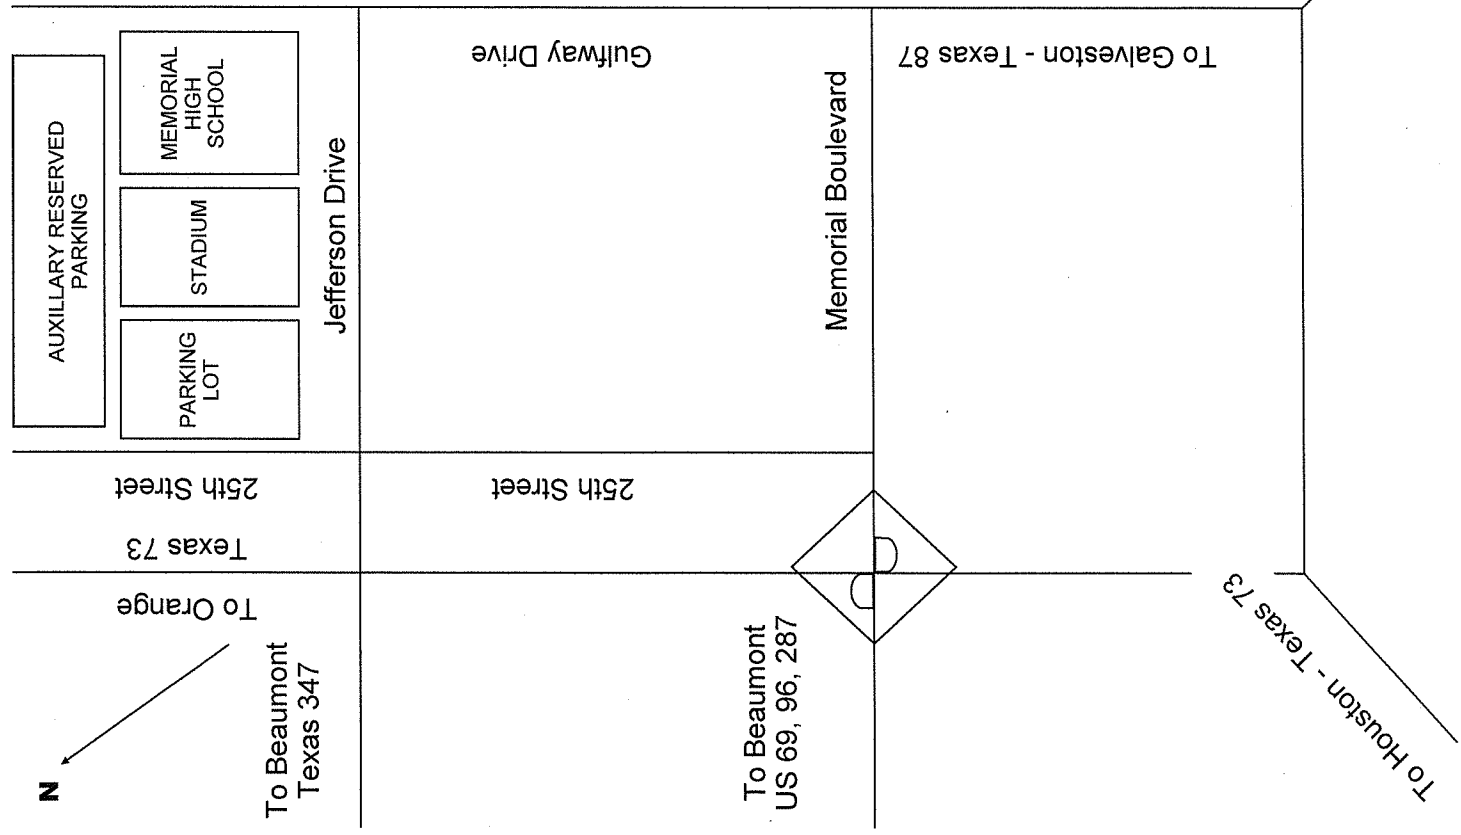 AUXILLARY RESERVED
PARKING
MEMORIAL
HIGH
SCHOOL
STADIUM
PARKING
LOT
Jefferson Drive
Gulfway Drive
Memorial Boulevard
To Galveston - Texas 87
25th Street
25th Street
Texas 73
To Orange
N
To Beaumont
Texas 347
To Beaumont
US 69, 96, 287
To Houston - Texas 73